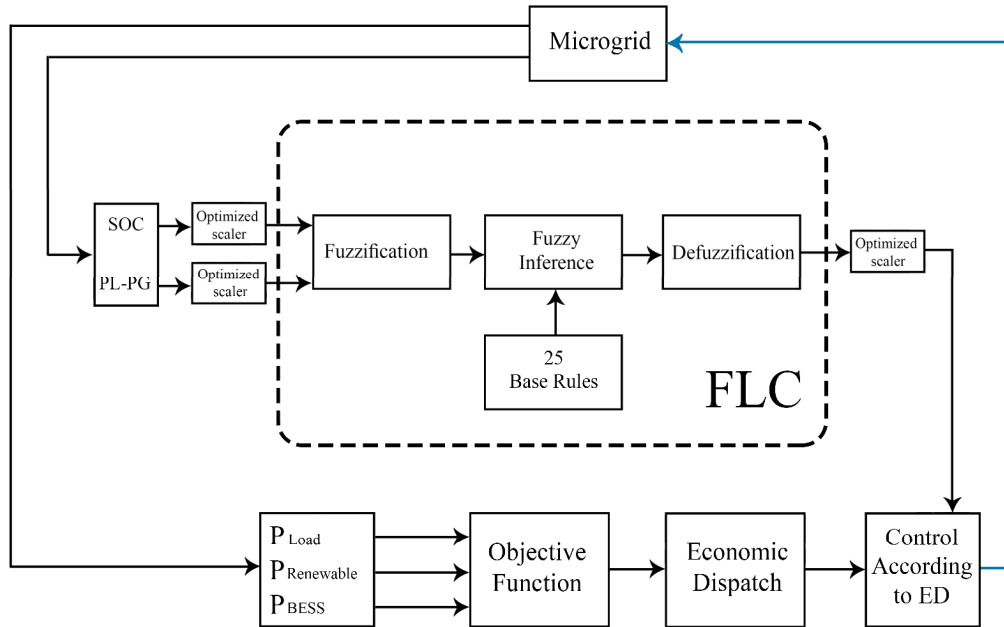 Microgrid
SOC
PL-PG
Optimized
scaler
Optimized
scaler
Fuzzification
Fuzzy
Inference
Defuzzification
Optimized
scaler
25
Base Rules
FLC
P Load
P Renewable
P BESS
Objective
Function
Economic
Dispatch
Control
According
to ED